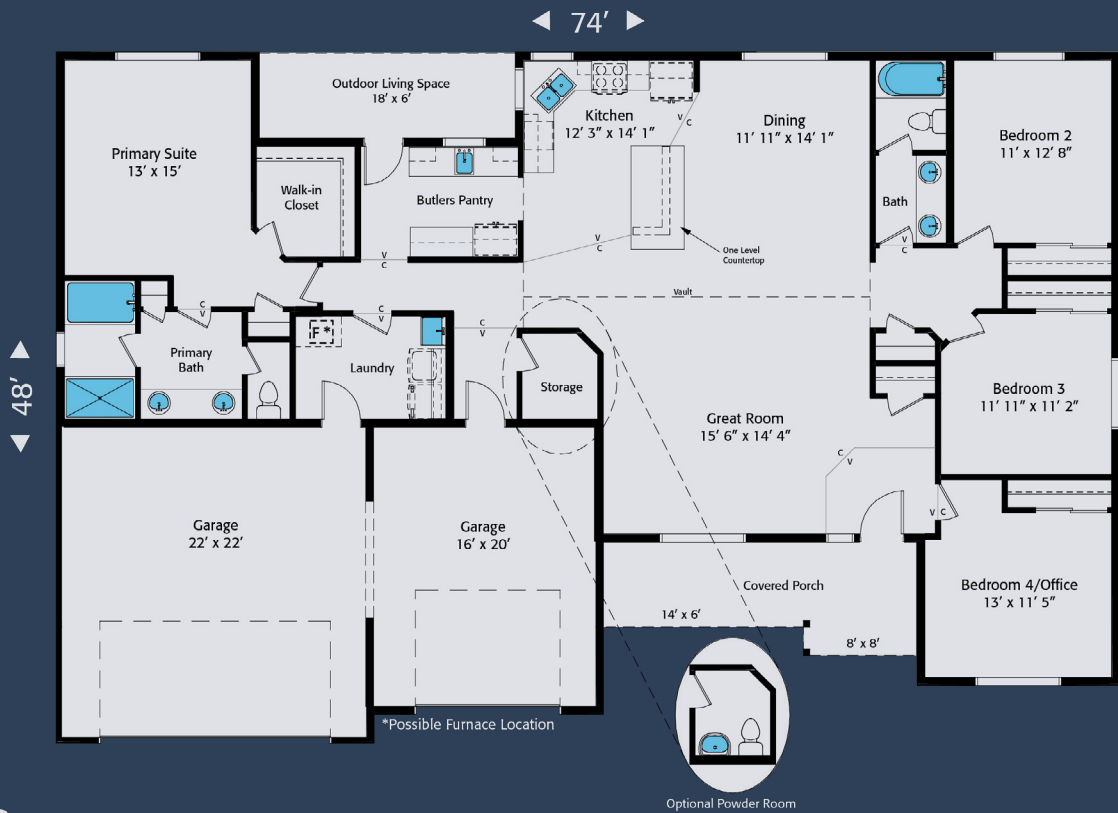 74'
Outdoor Living Space
18' x 6'
Kitchen
12' 3" x 14' 1"
V
C
Dining
11' 11" x 14' 1"
Bedroom 2
11' x 12' 8"
Primary Suite
13' x 15'
Walk-in
Closet
Butlers Pantry
V
C
Bath
V
C
V
C
One Level
Countertop
Vault
48'
C
V
Primary
Bath
F*
C
V
Laundry
C
V
Storage
Great Room
15' 6" x 14' 4"
C
V
Bedroom 3
11' 11" x 11' 2"
V C
Garage
22' x 22'
Garage
16' x 20'
Covered Porch
14' x 6'
8' x 8'
Bedroom 4/Office
13' x 11' 5"
*Possible Furnace Location
Optional Powder Room